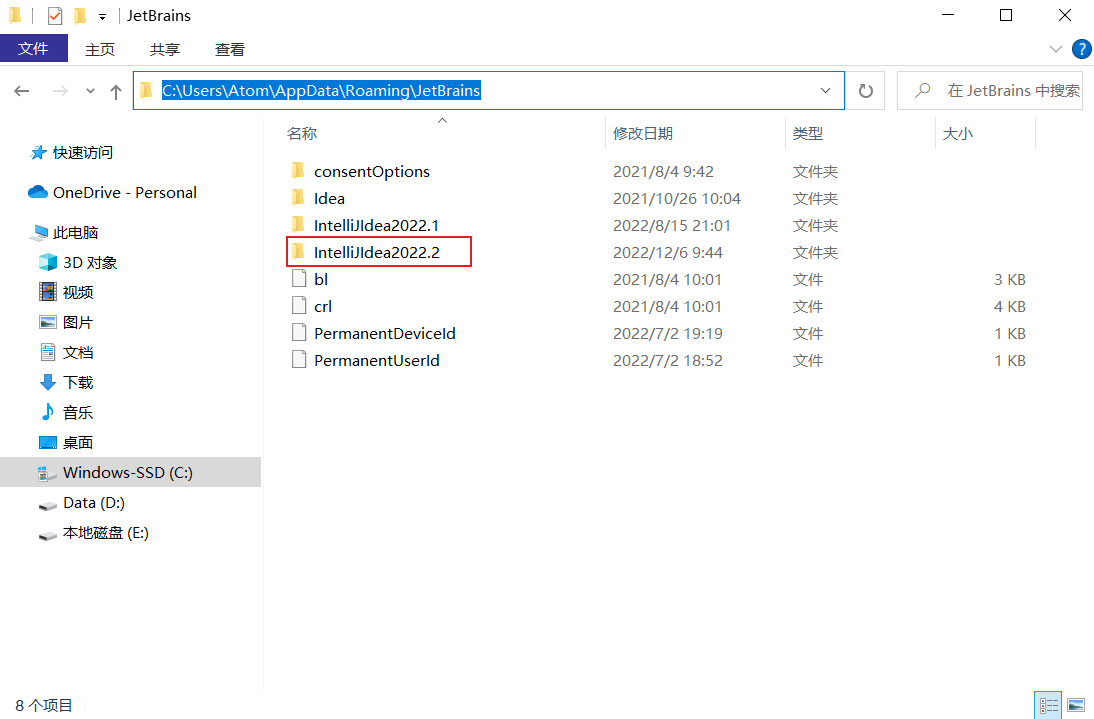 JetBrains
文件 主页 共享 查看
C:\Users\Atom\AppData\Roaming\JetBrains
在 JetBrains 中搜索
快速访问
OneDrive - Personal
此电脑
3D 对象
视频
图片
文档
下载
音乐
桌面
Windows-SSD (C:)
Data (D:)
本地磁盘 (E:)
名称 修改日期 类型 大小
consentOptions 2021/8/4 9:42 文件夹
Idea 2021/10/26 10:04 文件夹
IntelliJIdea2022.1 2022/8/15 21:01 文件夹
IntelliJIdea2022.2 2022/12/6 9:44 文件夹
bl 2021/8/4 10:01 文件 3 KB
crl 2021/8/4 10:01 文件 4 KB
PermanentDeviceId 2022/7/2 19:19 文件 1 KB
PermanentUserId 2022/7/2 18:52 文件 1 KB
8 个项目